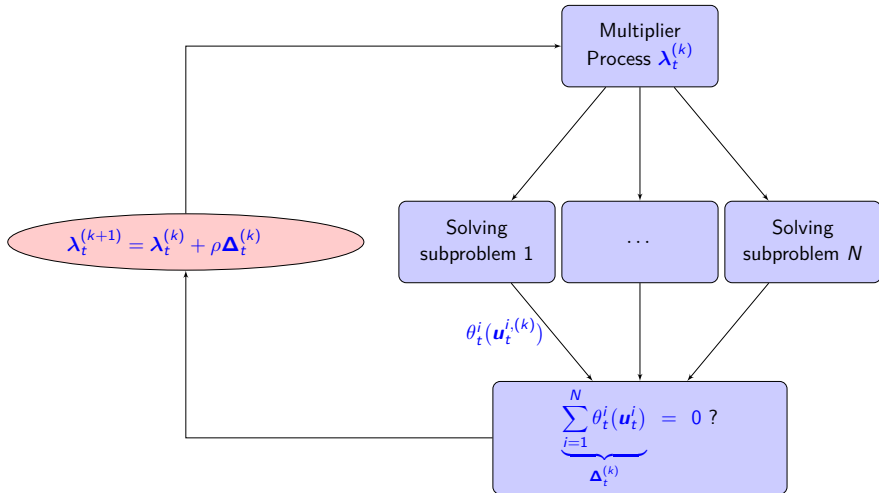 Multiplier
Process λ_t^{(k)}
Solving
subproblem 1
...
Solving
subproblem N
λ_t^{(k+1)} = λ_t^{(k)} + ρΔ_t^{(k)}
θ_t^i(u_t^{i,(k)})
∑_{i=1}^{N} θ_t^i(u_t^i) = 0 ?
Δ_t^{(k)}